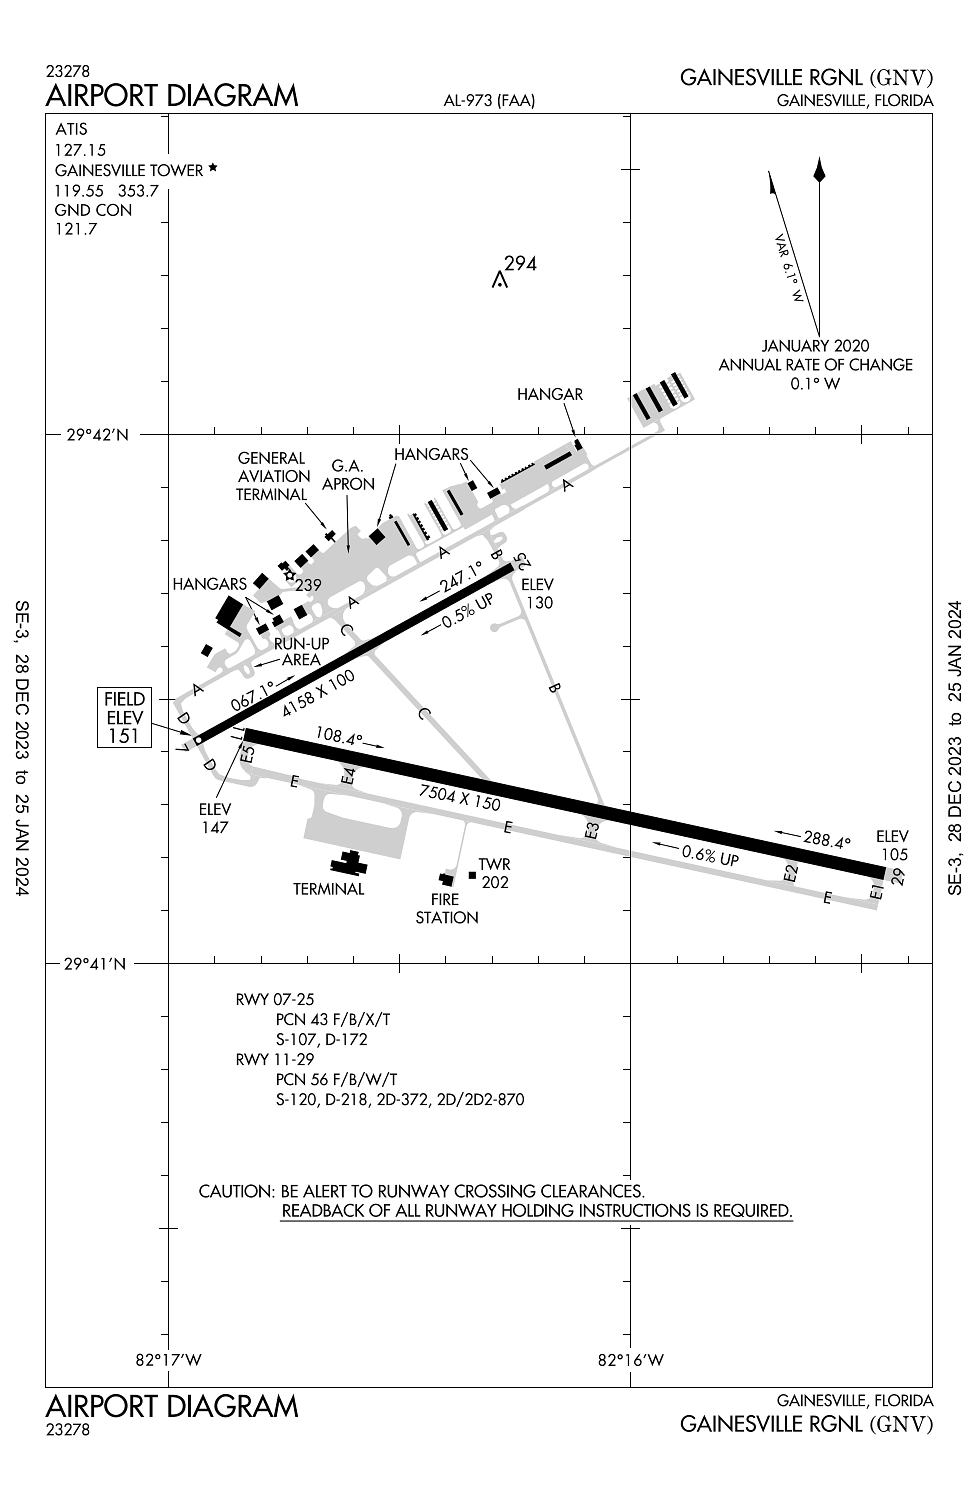 23278
AIRPORT DIAGRAM
AL-973 (FAA)
GAINESVILLE RGNL (GNV)
GAINESVILLE, FLORIDA
ATIS
127.15
GAINESVILLE TOWER ★
119.55 353.7
GND CON
121.7
294
VAR 6.1° W
JANUARY 2020
ANNUAL RATE OF CHANGE
0.1° W
HANGAR
29°42'N
GENERAL
AVIATION
TERMINAL
G.A.
APRON
HANGARS
A
A
B
25
ELEV
130
247.1°
0.5% UP
239
HANGARS
A
C
RUN-UP
AREA
A
067.1°
4158 X 100
B
C
FIELD
ELEV
151
D
7
D
11
E5
108.4°
E
E4
7504 X 150
ELEV
147
E
E3
288.4°
0.6% UP
ELEV
105
E2
29
E1
E
TERMINAL
TWR
202
FIRE
STATION
29°41'N
RWY 07-25
PCN 43 F/B/X/T
S-107, D-172
RWY 11-29
PCN 56 F/B/W/T
S-120, D-218, 2D-372, 2D/2D2-870
CAUTION: BE ALERT TO RUNWAY CROSSING CLEARANCES.
READBACK OF ALL RUNWAY HOLDING INSTRUCTIONS IS REQUIRED.
82°17'W
82°16'W
AIRPORT DIAGRAM
23278
GAINESVILLE, FLORIDA
GAINESVILLE RGNL (GNV)
SE-3, 28 DEC 2023 to 25 JAN 2024
SE-3, 28 DEC 2023 to 25 JAN 2024